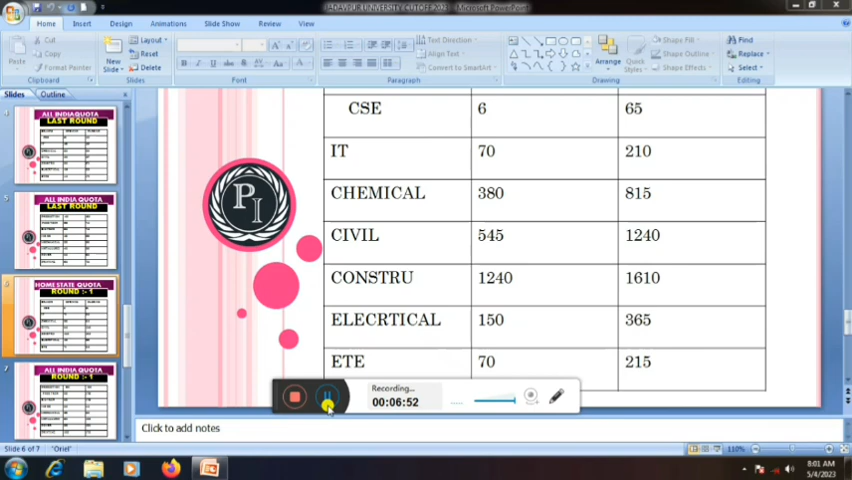 JADAVPUR UNIVERSITY CUTOFF 2023 - Microsoft PowerPoint
Home Insert Design Animations Slide Show Review View
Cut
Copy
Format Painter
Paste
Clipboard
New
Slide
Layout
Reset
Delete
Slides
Font
Text Direction
Align Text
Convert to SmartArt
Paragraph
Arrange
Quick
Styles
Shape Fill
Shape Outline
Shape Effects
Drawing
Find
Replace
Select
Editing
Slides Outline
4
ALL INDIA QUOTA
LAST ROUND
5
ALL INDIA QUOTA
LAST ROUND
HOME STATE QUOTA
ROUND :- 1
7
ALL INDIA QUOTA
ROUND :- 1
P I
CSE 6 65
IT 70 210
CHEMICAL 380 815
CIVIL 545 1240
CONSTRU 1240 1610
ELECRTICAL 150 365
ETE 70 215
Recording...
00:06:52
Click to add notes
Slide 6 of 7 "Oriel" 110%
8:01 AM
5/4/2023